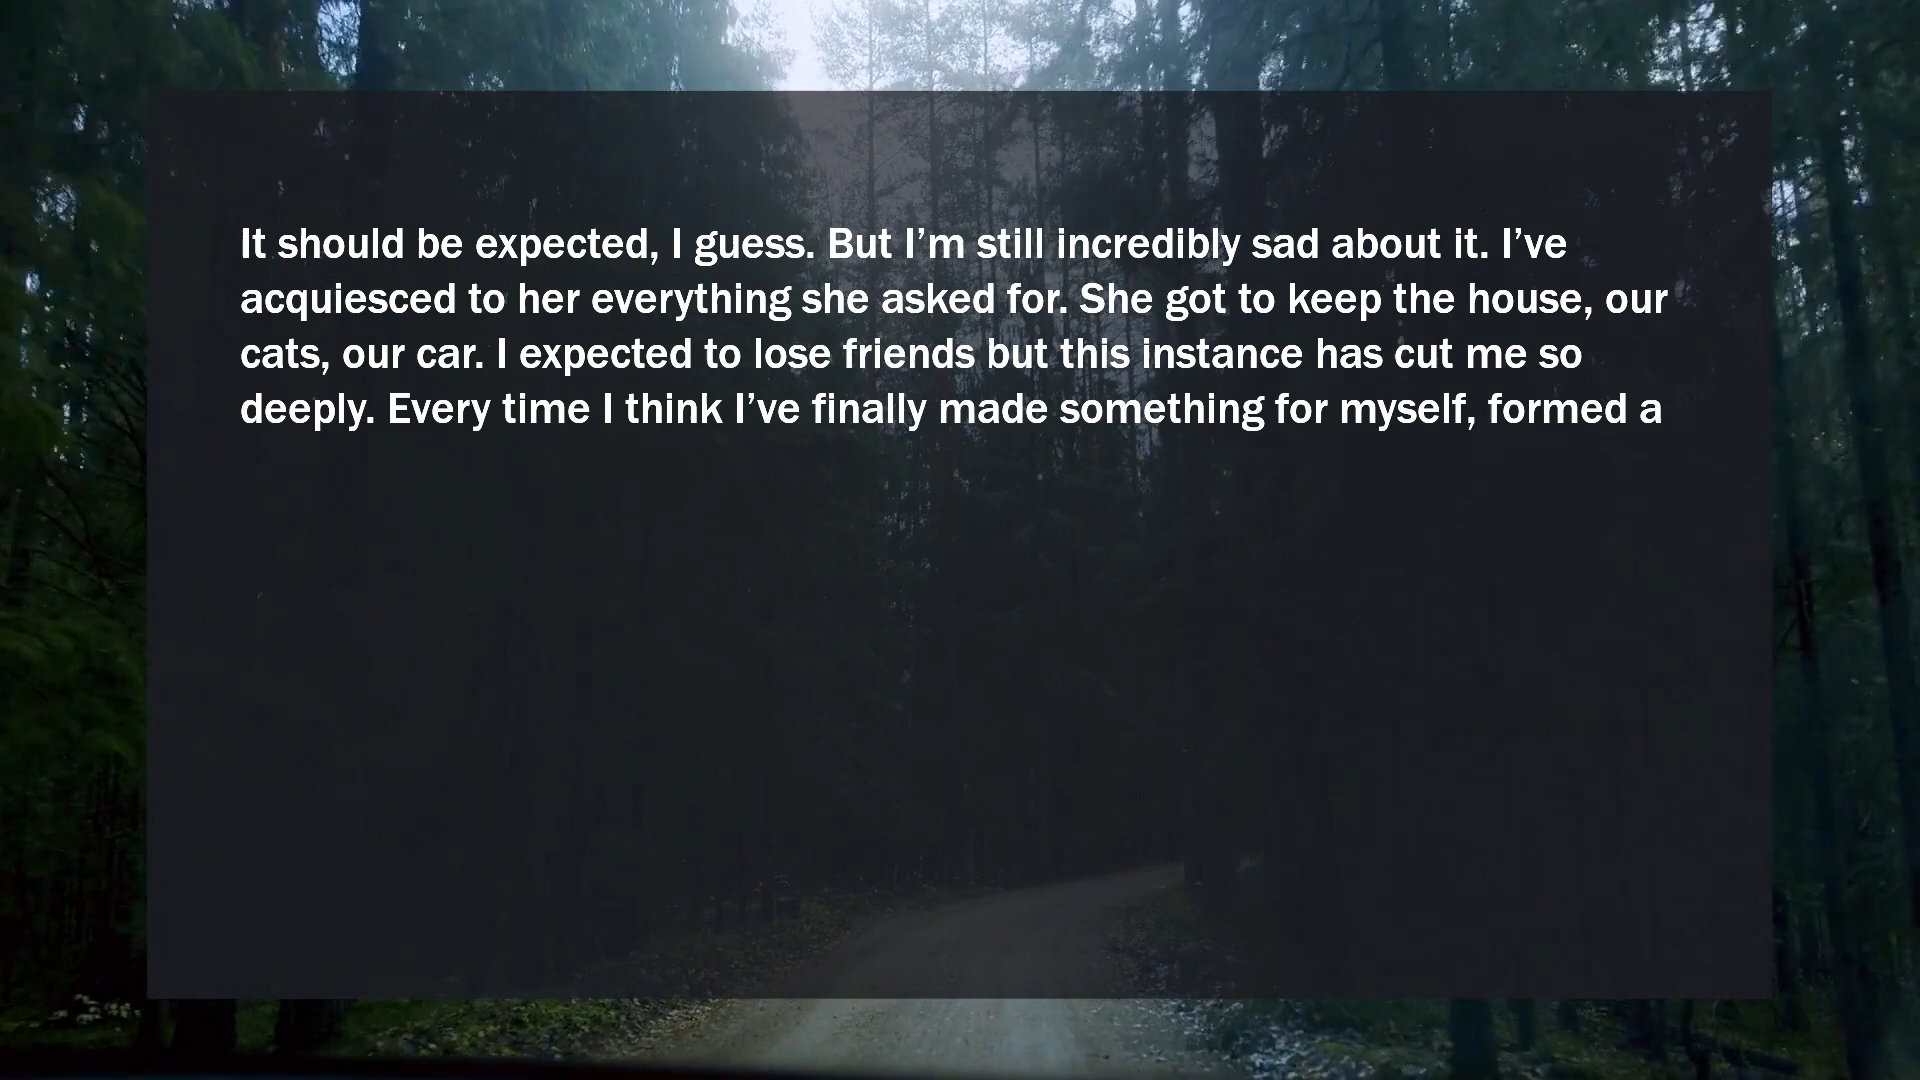 It should be expected, I guess. But I’m still incredibly sad about it. I’ve
acquiesced to her everything she asked for. She got to keep the house, our
cats, our car. I expected to lose friends but this instance has cut me so
deeply. Every time I think I’ve finally made something for myself, formed a